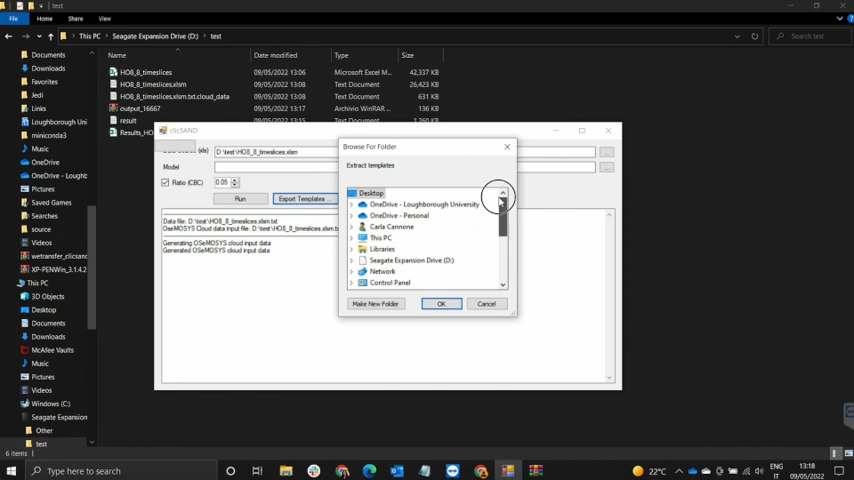 test
File Home Share View
This PC Seagate Expansion Drive (D:) test
Search test
Name Date modified Type Size
Documents
Downloads
Favorites
Jedi
Links
Loughborough Uni
miniconda3
Music
OneDrive
OneDrive - Loughb
Pictures
Saved Games
Searches
source
Videos
wetransfer_clicsand
XP-PENWin_3.1.4.2
This PC
3D Objects
Desktop
Documents
Downloads
McAfee Vaults
Music
Pictures
Videos
Windows (C:)
Seagate Expansion
Other
test
6 items
HO8_8_timeslices 09/05/2022 13:06 Microsoft Excel M... 42,337 KB
HO8_8_timeslices.xlsm 09/05/2022 13:06 Text Document 26,423 KB
HO8_8_timeslices.xlsm.txt.cloud_data 09/05/2022 13:06 Text Document 631 KB
output_16667 09/05/2022 13:17 Archivio WinRAR ... 136 KB
result Text Document 1,260 KB
Results_HO
clicSAND
(xls) D:\test\HO8_8_timeslices.xlsm ...
Model ...
Ratio (CBC) 0.05
Run Export Templates ...
Data file: D:\test\HO8_8_timeslices.xlsm.txt
OseMOSYS Cloud data input file: D:\test\HO8_8_timeslices.xlsm.t
Generating OSeMOSYS cloud input data
Generated OSeMOSYS cloud input data
Browse For Folder
Extract templates
Desktop
OneDrive - Loughborough University
OneDrive - Personal
Carla Cannone
This PC
Libraries
Seagate Expansion Drive (D:)
Network
Control Panel
Make New Folder OK Cancel
Type here to search
22°C
ENG
IT
13:18
09/05/2022